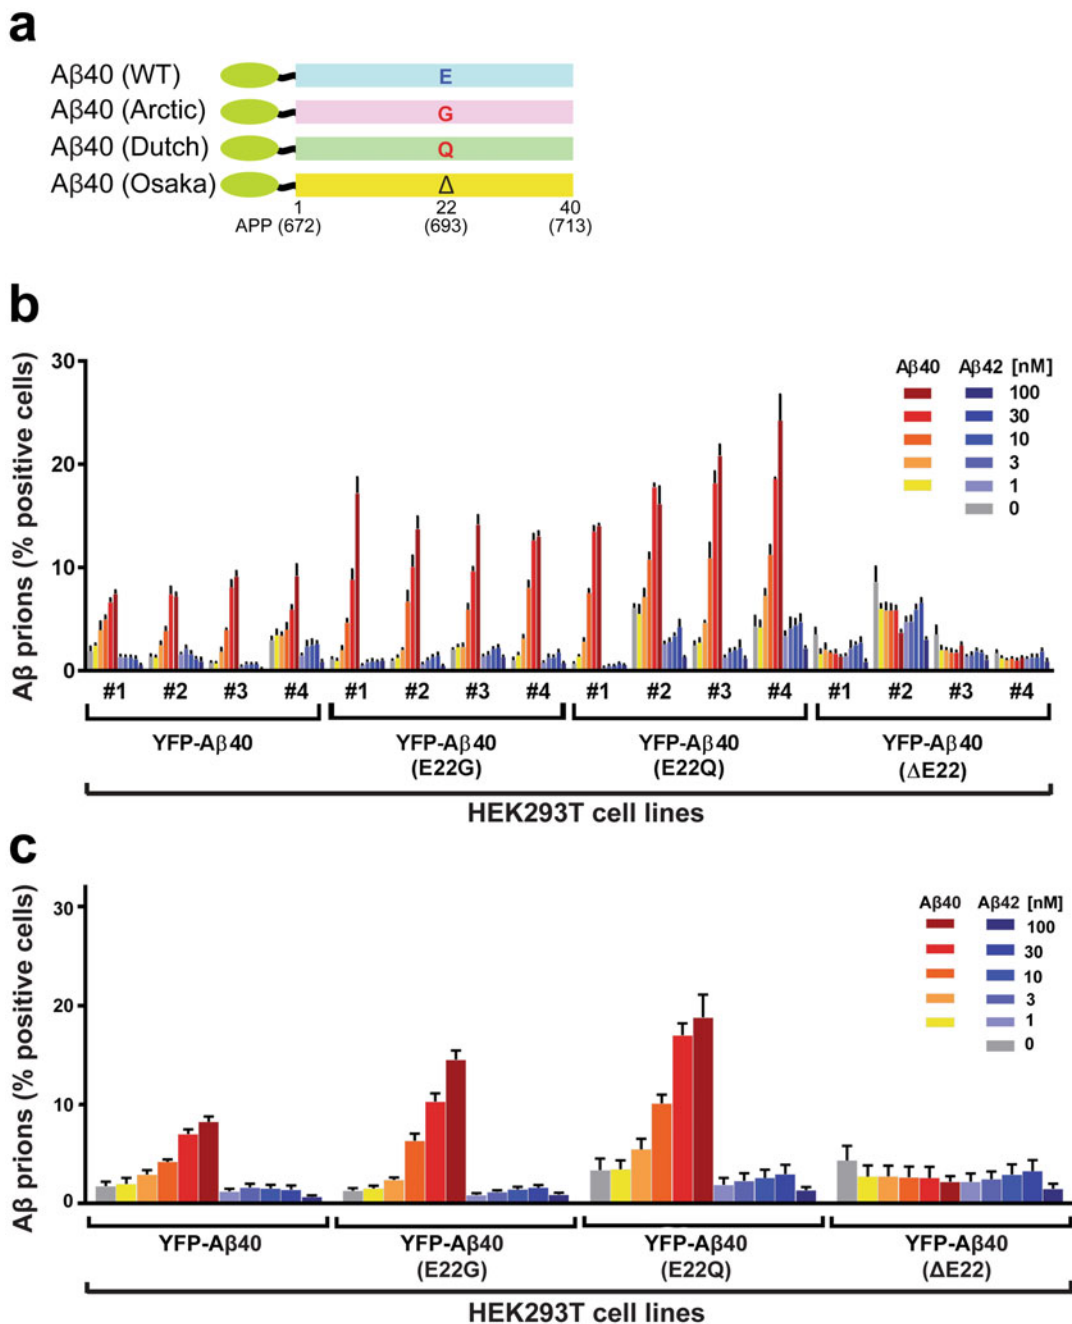 a
Aβ40 (WT) E
Aβ40 (Arctic) G
Aβ40 (Dutch) Q
Aβ40 (Osaka) Δ
1 22 40
APP (672) (693) (713)
b
Aβ prions (% positive cells)
30
20
10
0
Aβ40 Aβ42 [nM]
100
30
10
3
1
0
#1 #2 #3 #4 #1 #2 #3 #4 #1 #2 #3 #4 #1 #2 #3 #4
YFP-Aβ40 YFP-Aβ40 YFP-Aβ40 YFP-Aβ40
(E22G) (E22Q) (ΔE22)
HEK293T cell lines
c
Aβ prions (% positive cells)
30
20
10
0
Aβ40 Aβ42 [nM]
100
30
10
3
1
0
YFP-Aβ40 YFP-Aβ40 YFP-Aβ40 YFP-Aβ40
(E22G) (E22Q) (ΔE22)
HEK293T cell lines